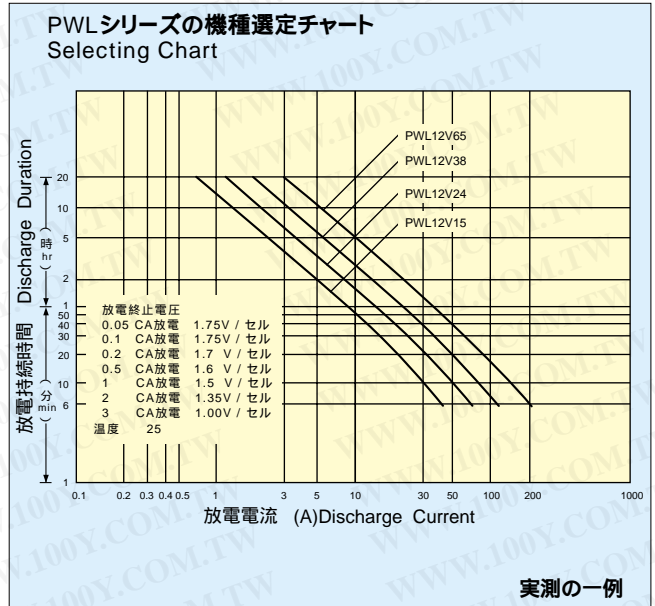 PWLシリーズの機種選定チャート
Selecting Chart
放電持続時間 Discharge Duration
（時 hr）
（分 min）
20
10
5
2
1
50
40
30
20
10
6
1
PWL12V65
PWL12V38
PWL12V24
PWL12V15
放電終止電圧
0.05 CA放電 1.75V / セル
0.1 CA放電 1.75V / セル
0.2 CA放電 1.7 V / セル
0.5 CA放電 1.6 V / セル
1 CA放電 1.5 V / セル
2 CA放電 1.35V / セル
3 CA放電 1.00V / セル
温度 25
0.1 0.2 0.3 0.4 0.5 1 3 5 10 30 50 100 200 1000
放電電流 (A)Discharge Current
実測の一例
WWW.100Y.COM.TW